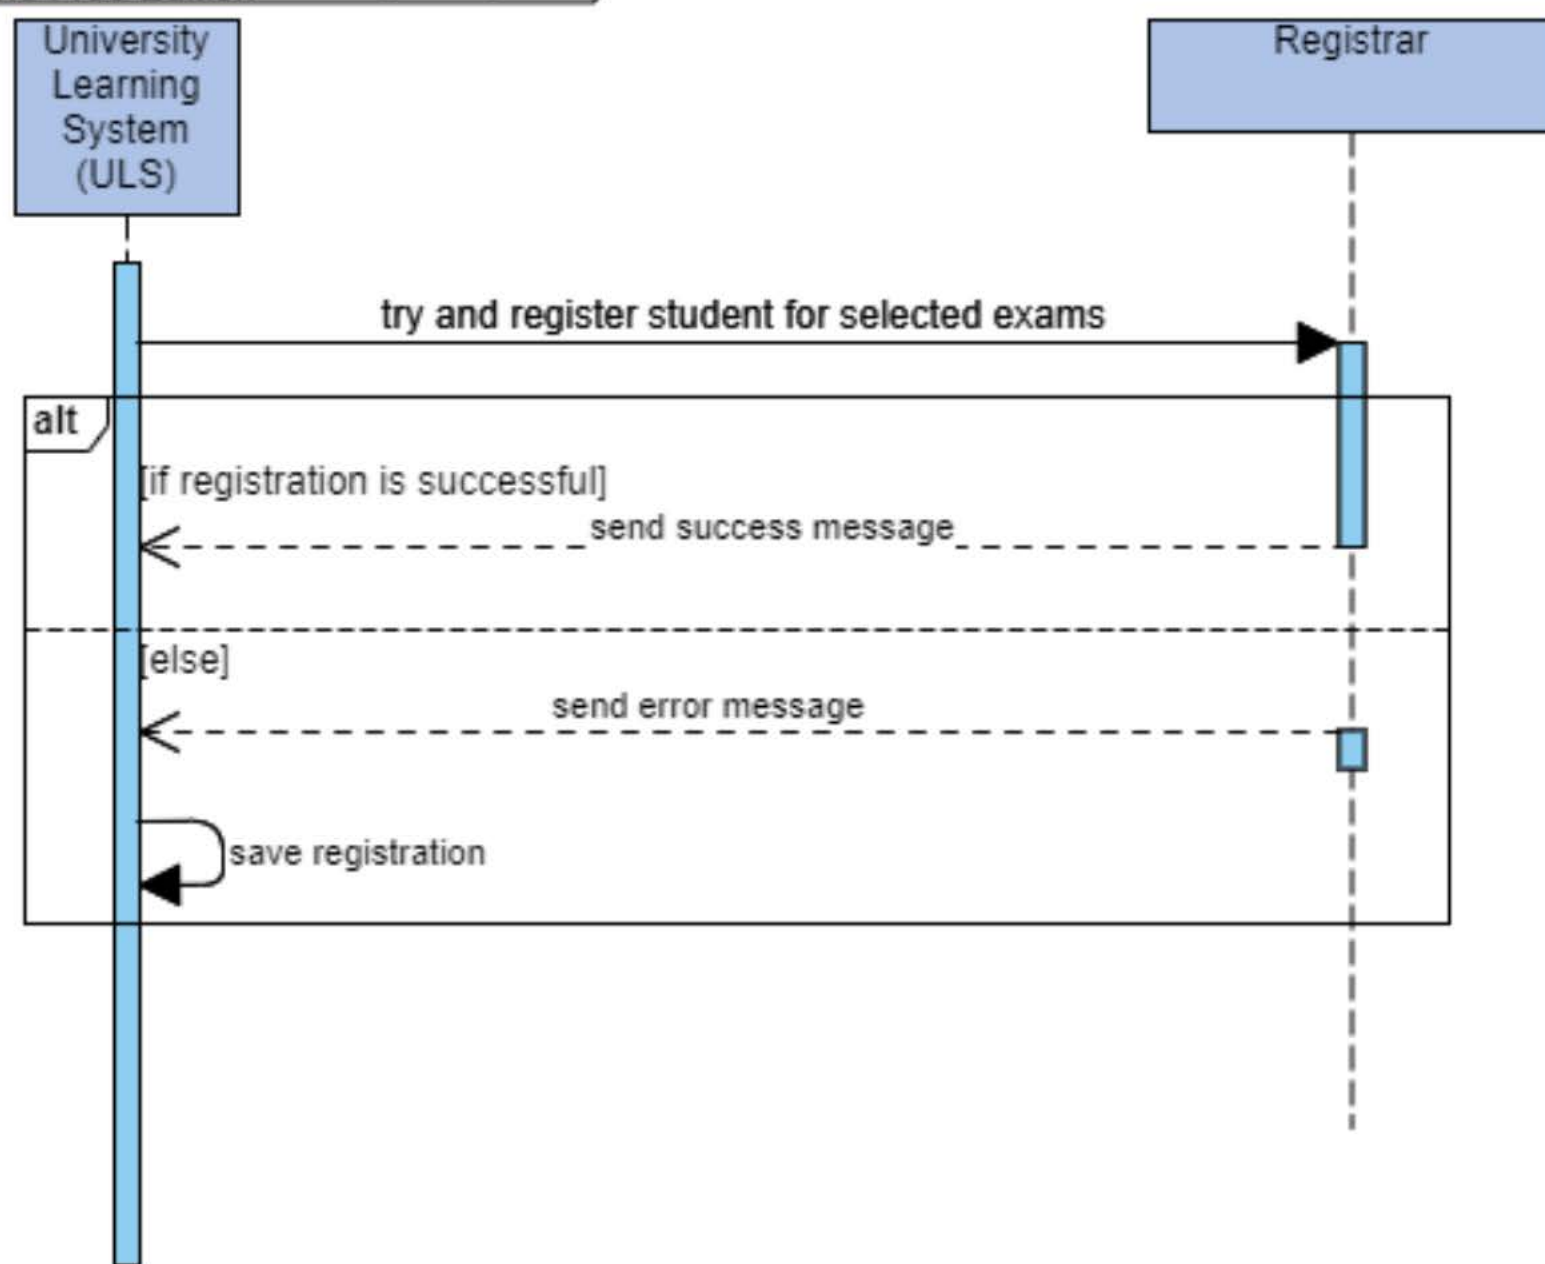 University
Learning
System
(ULS)
Registrar
try and register student for selected exams
alt
[if registration is successful]
send success message
[else]
send error message
save registration